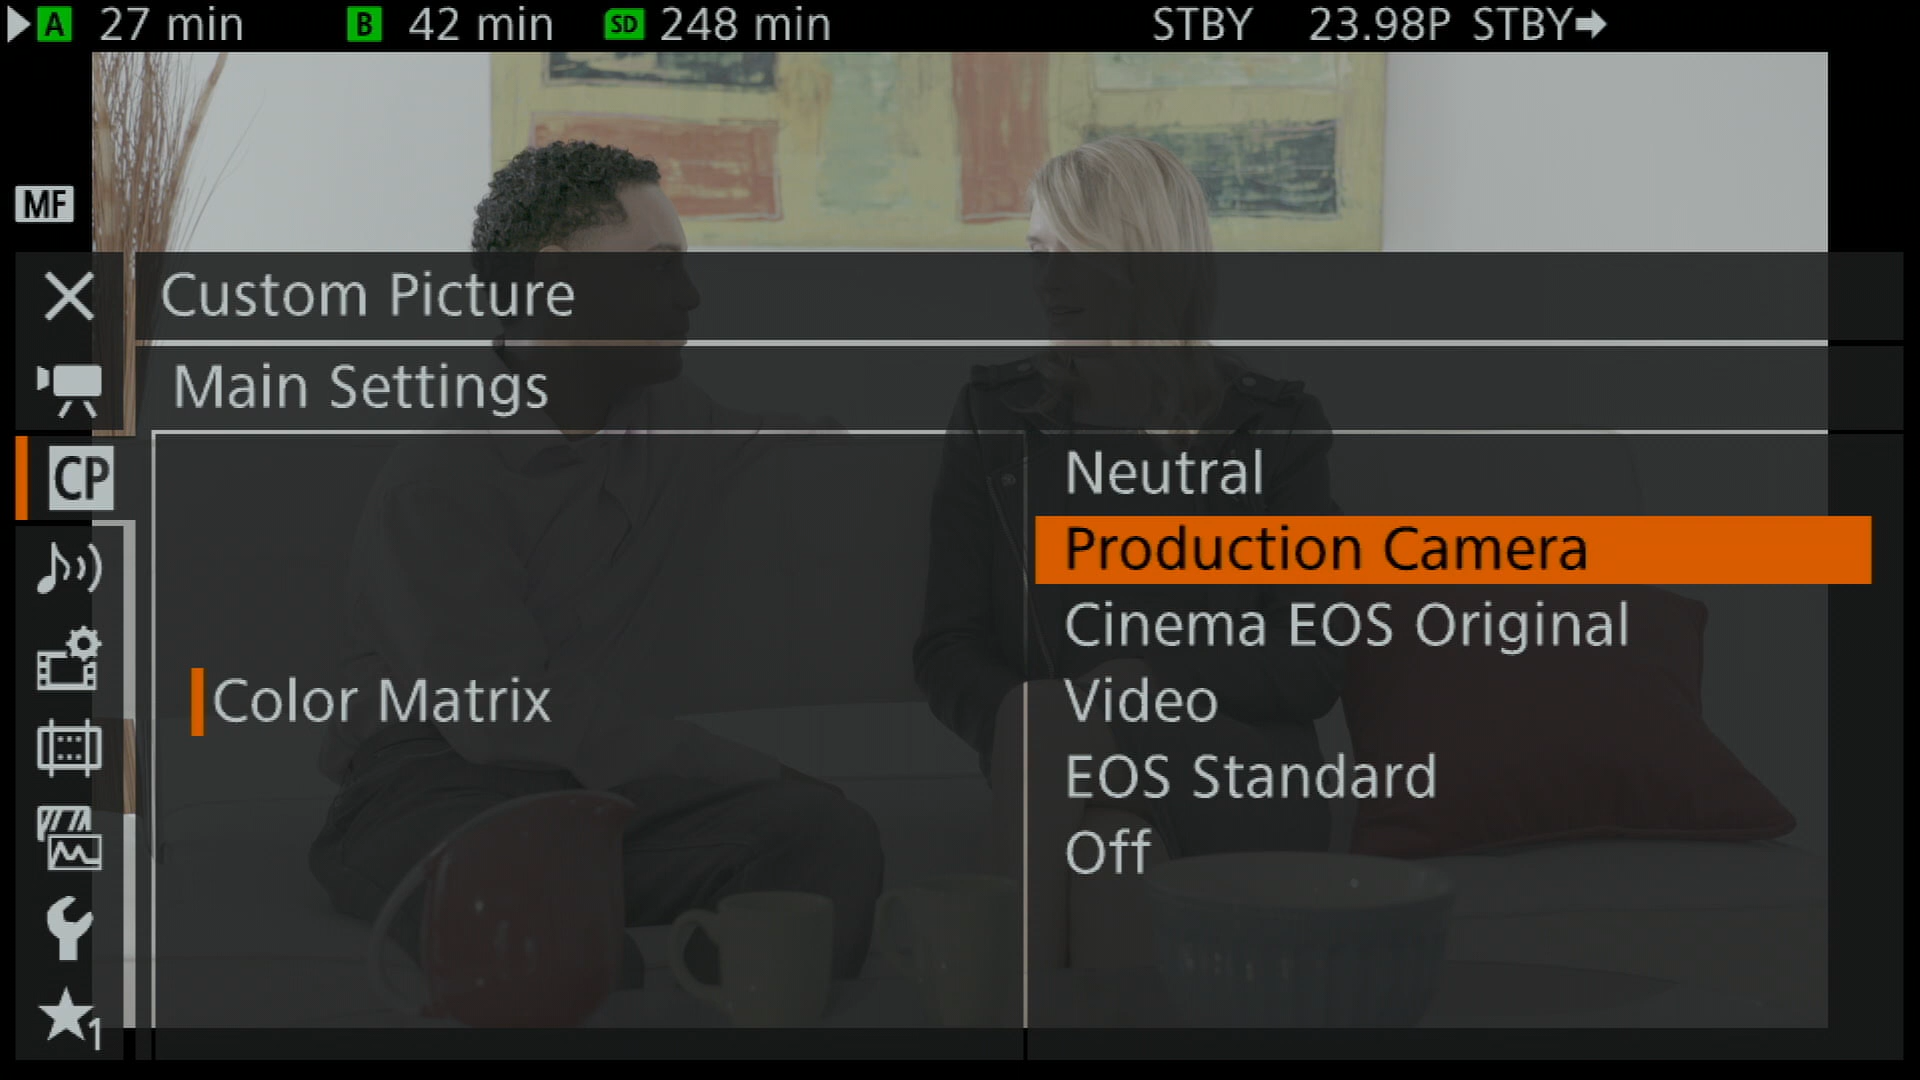 A 27 min B 42 min SD 248 min STBY 23.98P STBY
MF
Custom Picture
Main Settings
CP
Neutral
Production Camera
Cinema EOS Original
Color Matrix
Video
EOS Standard
Off
1